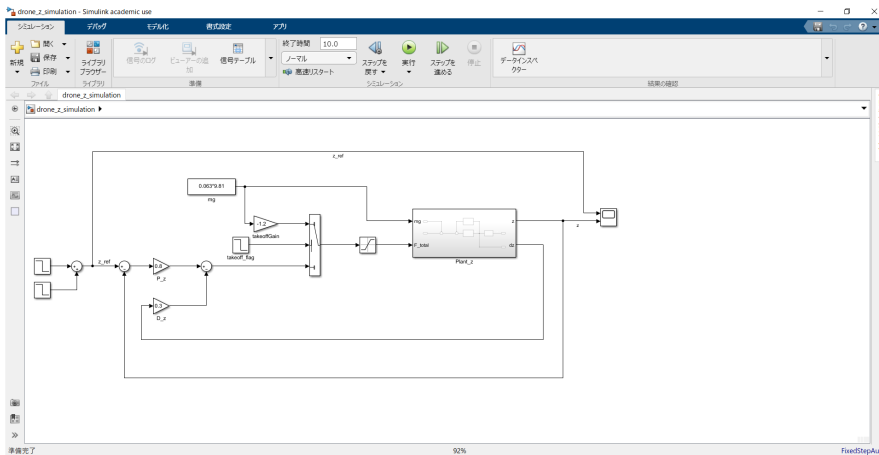 drone_z_simulation - Simulink academic use
シミュレーション デバッグ モデル化 書式設定 アプリ
新規
開く
保存
印刷
ファイル
ライブラリ
ブラウザー
ライブラリ
信号のログ
ビューアーの追
加
信号テーブル
準備
終了時間 10.0
ノーマル
高速リスタート
ステップを
戻す
実行
ステップを
進める
停止
シミュレーション
データインスペ
クター
結果の確認
drone_z_simulation
drone_z_simulation
z_ref
0.063*9.81
mg
-1.2
takeoffGain
takeoff_flag
z_ref
0.8
P_z
0.3
D_z
mg
F_total
z
dz
Plant_z
z
準備完了
92%
FixedStepAu